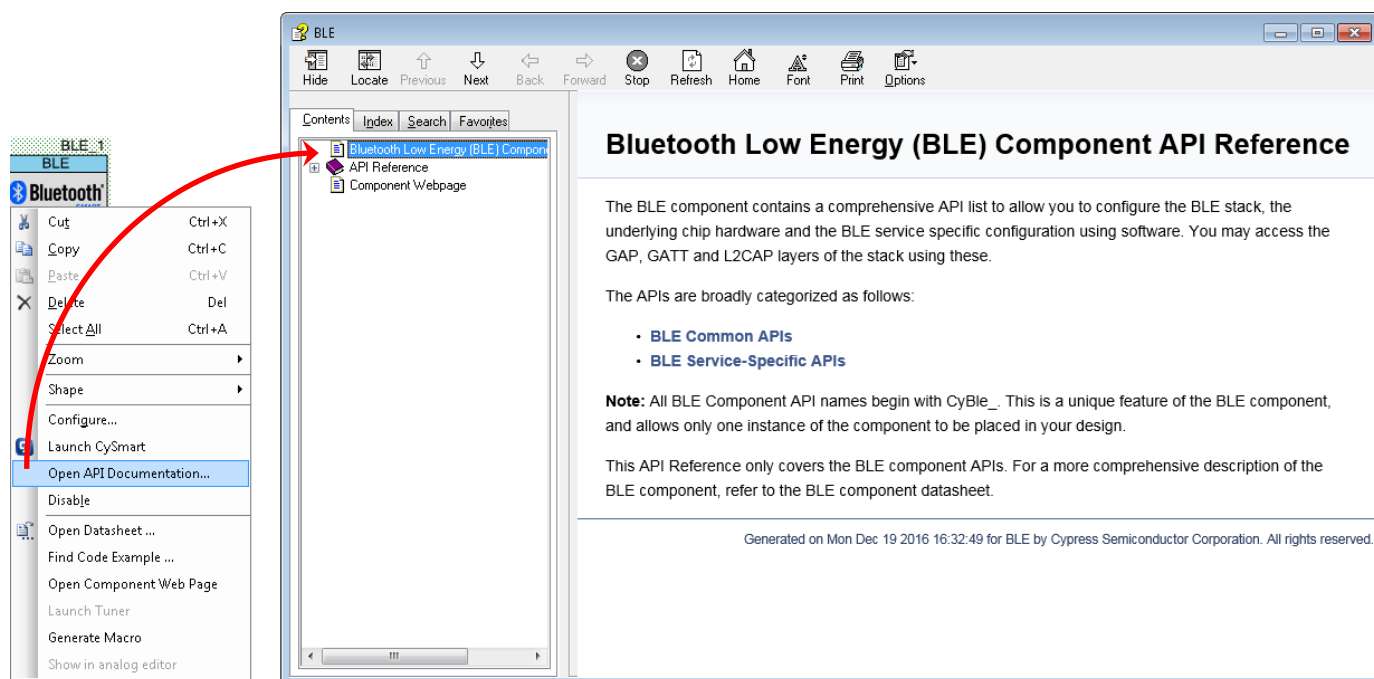 BLE_1
BLE
Bluetooth
SMART
Cut Ctrl+X
Copy Ctrl+C
Paste Ctrl+V
Delete Del
Select All Ctrl+A
Zoom
Shape
Configure...
Launch CySmart
Open API Documentation...
Disable
Open Datasheet ...
Find Code Example ...
Open Component Web Page
Launch Tuner
Generate Macro
Show in analog editor
BLE
Hide Locate Previous Next Back Forward Stop Refresh Home Font Print Options
Contents Index Search Favorites
Bluetooth Low Energy (BLE) Compone
API Reference
Component Webpage
Bluetooth Low Energy (BLE) Component API Reference
The BLE component contains a comprehensive API list to allow you to configure the BLE stack, the
underlying chip hardware and the BLE service specific configuration using software. You may access the
GAP, GATT and L2CAP layers of the stack using these.
The APIs are broadly categorized as follows:
• BLE Common APIs
• BLE Service-Specific APIs
Note: All BLE Component API names begin with CyBle_. This is a unique feature of the BLE component,
and allows only one instance of the component to be placed in your design.
This API Reference only covers the BLE component APIs. For a more comprehensive description of the
BLE component, refer to the BLE component datasheet.
Generated on Mon Dec 19 2016 16:32:49 for BLE by Cypress Semiconductor Corporation. All rights reserved.